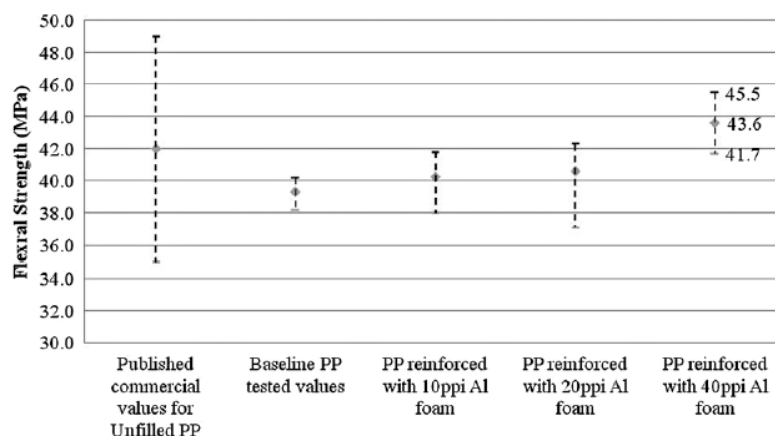 Flexral Strength (MPa)
50.0
48.0
46.0
44.0
42.0
40.0
38.0
36.0
34.0
32.0
30.0
45.5
43.6
41.7
Published
commercial
values for
Unfilled PP
Baseline PP
tested values
PP reinforced
with 10ppi Al
foam
PP reinforced
with 20ppi Al
foam
PP reinforced
with 40ppi Al
foam